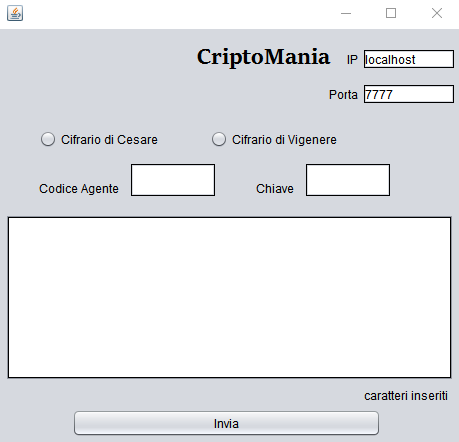 CriptoMania
IP localhost
Porta 7777
Cifrario di Cesare Cifrario di Vigenere
Codice Agente Chiave
caratteri inseriti
Invia